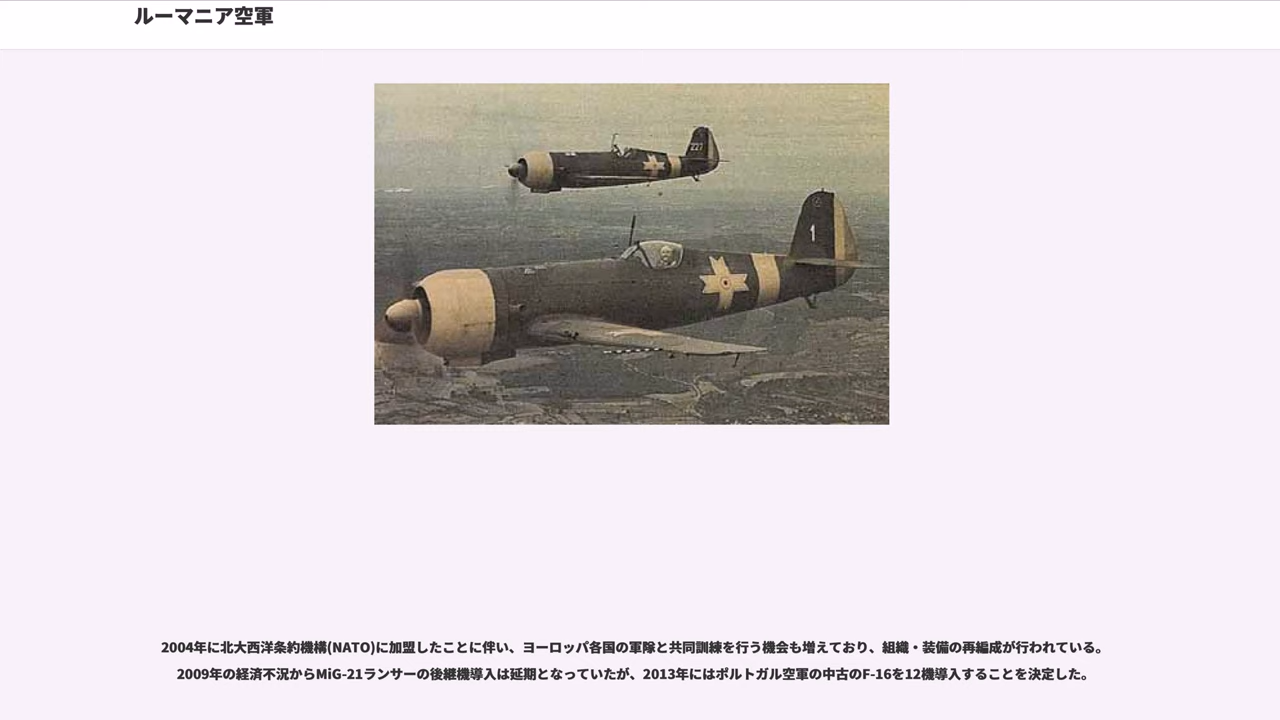 ルーマニア空軍
227
1
2004年に北大西洋条約機構(NATO)に加盟したことに伴い、ヨーロッパ各国の軍隊と共同訓練を行う機会も増えており、組織・装備の再編成が行われている。
2009年の経済不況からMiG-21ランサーの後継機導入は延期となっていたが、2013年にはポルトガル空軍の中古のF-16を12機導入することを決定した。